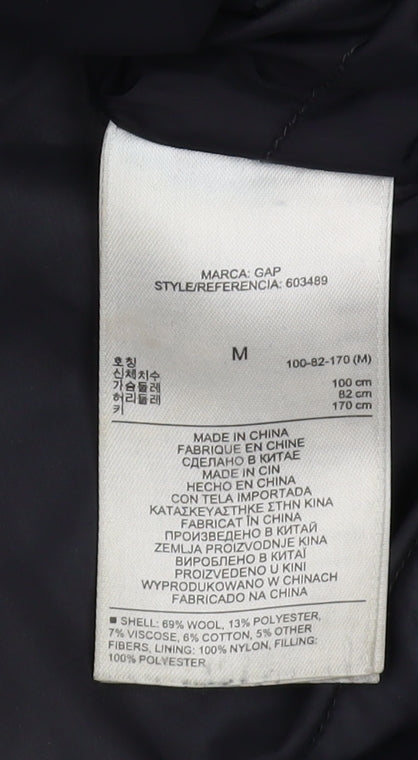 MARCA: GAP
STYLE/REFERENCIA: 603489
M
호칭 100-82-170 (M)
신체치수
가슴둘레 100 cm
허리둘레 82 cm
키 170 cm
MADE IN CHINA
FABRIQUE EN CHINE
СДЕЛАНО В КИТАЕ
MADE IN CIN
HECHO EN CHINA
CON TELA IMPORTADA
ΚΑΤΑΣΚΕΥΑΣΤΗΚΕ ΣΤΗΝ ΚΙΝΑ
FABRICAT ÎN CHINA
ПРОИЗВЕДЕНО В КИТАЙ
ZEMLJA PROIZVODNJE KINA
ВИРОБЛЕНО В КИТАЇ
PROIZVEDENO U KINI
WYPRODUKOWANO W CHINACH
FABRICADO NA CHINA
■ SHELL: 69% WOOL, 13% POLYESTER,
7% VISCOSE, 6% COTTON, 5% OTHER
FIBERS, LINING: 100% NYLON, FILLING:
100% POLYESTER